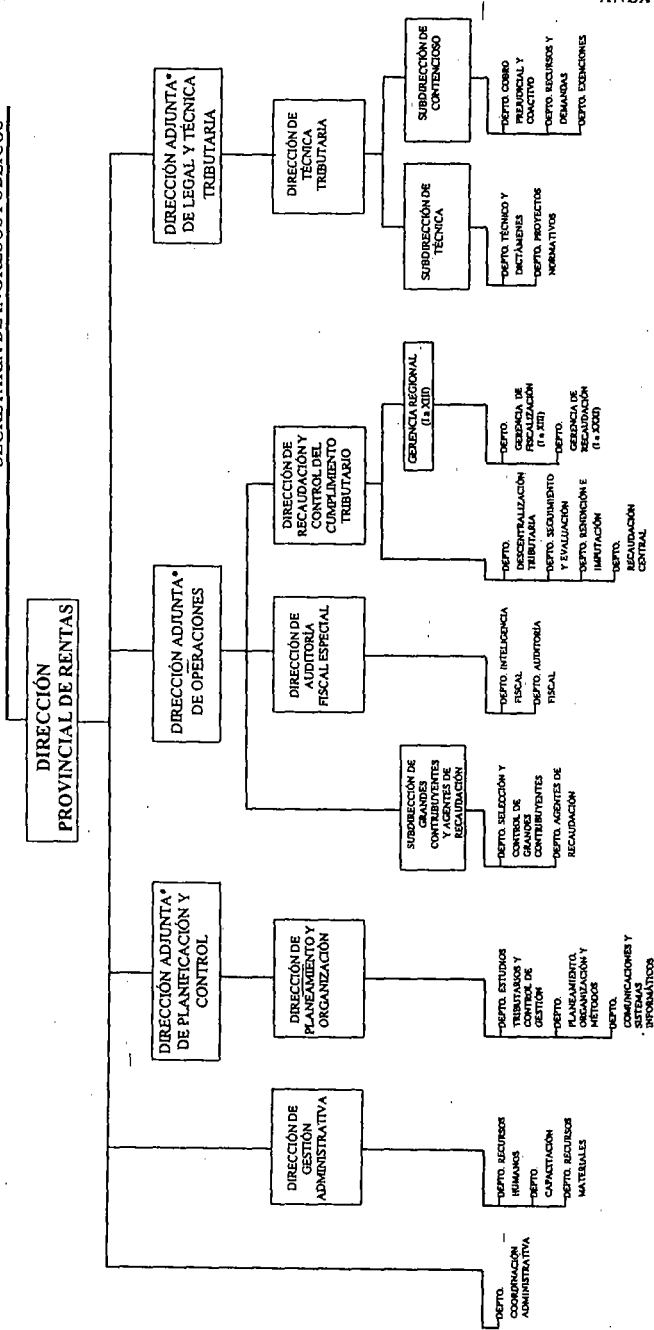 SECRETARIA DE INGRESOS PUBLICOS
DIRECCIÓN
PROVINCIAL DE RENTAS
DIRECCIÓN ADJUNTA*
DE PLANIFICACIÓN Y
CONTROL
DIRECCIÓN ADJUNTA*
DE OPERACIONES
DIRECCIÓN ADJUNTA*
DE LEGAL Y TÉCNICA
TRIBUTARIA
DIRECCIÓN DE
GESTIÓN
ADMINISTRATIVA
DIRECCIÓN DE
PLANEAMIENTO Y
ORGANIZACIÓN
DIRECCIÓN DE
AUDITORÍA
FISCAL ESPECIAL
DIRECCIÓN DE
RECAUDACIÓN Y
CONTROL DEL
CUMPLIMIENTO
TRIBUTARIO
DIRECCIÓN DE
TÉCNICA
TRIBUTARIA
SUBDIRECCIÓN DE
GRANDES
CONTRIBUYENTES
Y AGENTES DE
RECAUDACIÓN
GERENCIA REGIONAL
(I a XIII)
SUBDIRECCIÓN DE
TÉCNICA
SUBDIRECCIÓN DE
CONTENCIOSO
DEPTO.
COORDINACIÓN
ADMINISTRATIVA
DEPTO. RECURSOS
HUMANOS
DEPTO.
CAPACITACIÓN
DEPTO. RECURSOS
MATERIALES
DEPTO. ESTUDIOS
TRIBUTARIOS Y
CONTROL DE
GESTIÓN
DEPTO.
PLANEAMIENTO,
ORGANIZACIÓN Y
MÉTODOS
DEPTO.
COMUNICACIONES Y
SISTEMAS
INFORMÁTICOS
DEPTO. SELECCIÓN Y
CONTROL DE
GRANDES
CONTRIBUYENTES
DEPTO. AGENTES DE
RECAUDACIÓN
DEPTO. INTELIGENCIA
FISCAL
DEPTO. AUDITORÍA
FISCAL
DEPTO.
DESCENTRALIZACIÓN
TRIBUTARIA
DEPTO. SEGUIMIENTO
Y EVALUACIÓN
DEPTO. RENDICIÓN E
IMPUTACIÓN
DEPTO.
RECAUDACIÓN
CENTRAL
DEPTO.
GERENCIA DE
FISCALIZACIÓN
(I a XIII)
DEPTO.
GERENCIA DE
RECAUDACIÓN
(I a XXXI)
DEPTO. TÉCNICO Y
DICTÁMENES
DEPTO. PROYECTOS
NORMATIVOS
DEPTO. COBRO
PREJUDICIAL Y
COACTIVO
DEPTO. RECURSOS Y
DEMANDAS
DEPTO. EXENCIONES